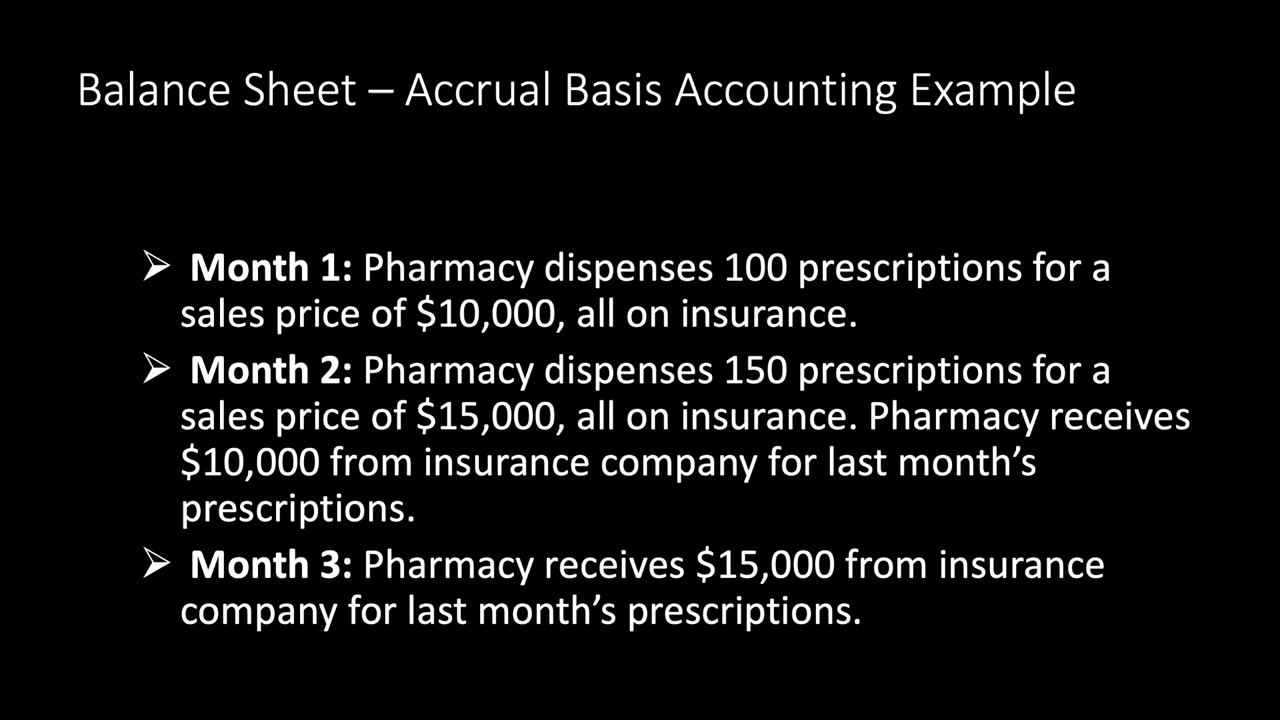 Balance Sheet – Accrual Basis Accounting Example
➢ Month 1: Pharmacy dispenses 100 prescriptions for a
sales price of $10,000, all on insurance.
➢ Month 2: Pharmacy dispenses 150 prescriptions for a
sales price of $15,000, all on insurance. Pharmacy receives
$10,000 from insurance company for last month’s
prescriptions.
➢ Month 3: Pharmacy receives $15,000 from insurance
company for last month’s prescriptions.